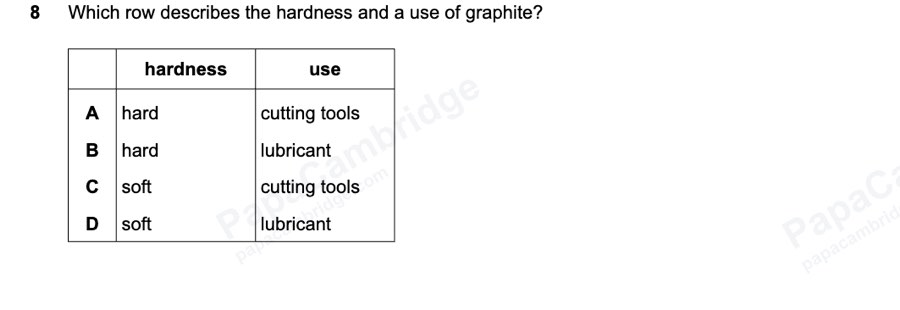 8 Which row describes the hardness and a use of graphite?
hardness use
A hard cutting tools
B hard lubricant
C soft cutting tools
D soft lubricant
PapaCambridge